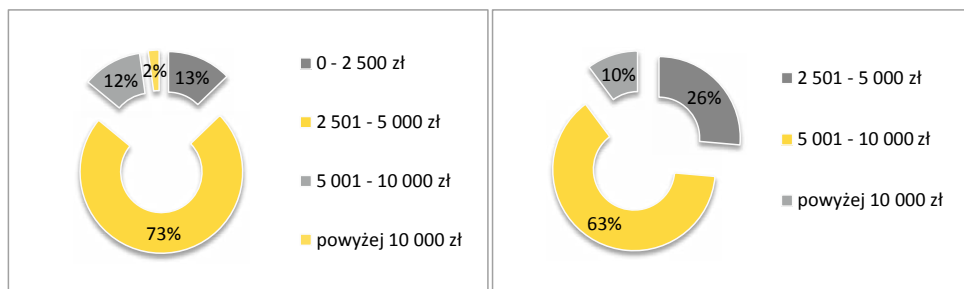 12%
2%
13%
73%
0 - 2 500 zł
2 501 - 5 000 zł
5 001 - 10 000 zł
powyżej 10 000 zł
10%
26%
63%
2 501 - 5 000 zł
5 001 - 10 000 zł
powyżej 10 000 zł